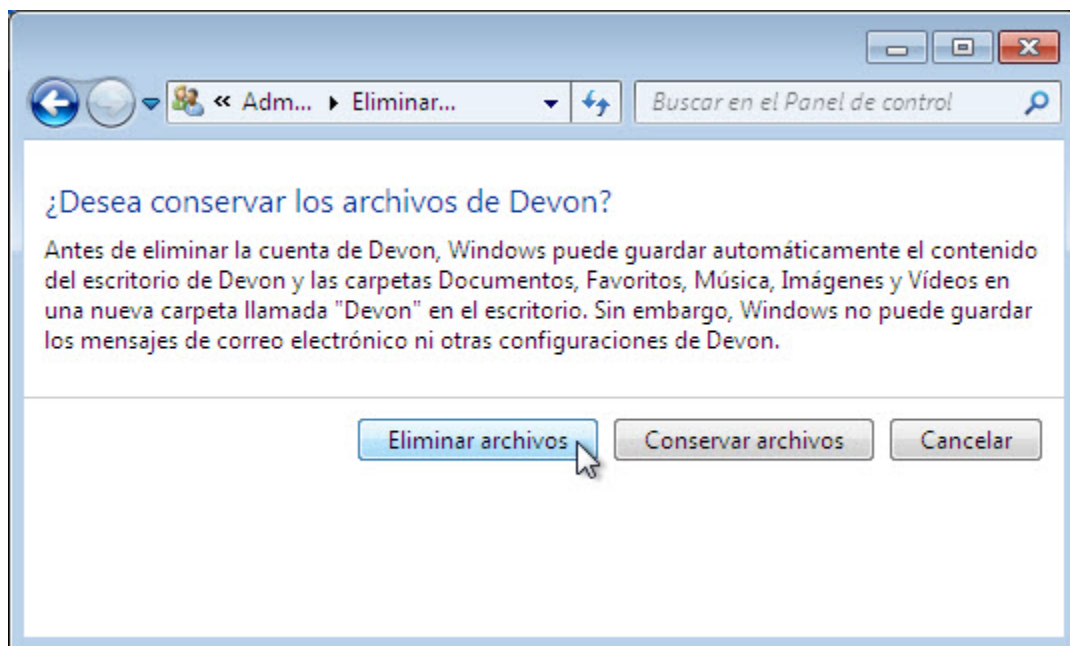 « Adm... ▸ Eliminar...
Buscar en el Panel de control
¿Desea conservar los archivos de Devon?
Antes de eliminar la cuenta de Devon, Windows puede guardar automáticamente el contenido
del escritorio de Devon y las carpetas Documentos, Favoritos, Música, Imágenes y Vídeos en
una nueva carpeta llamada "Devon" en el escritorio. Sin embargo, Windows no puede guardar
los mensajes de correo electrónico ni otras configuraciones de Devon.
Eliminar archivos
Conservar archivos
Cancelar